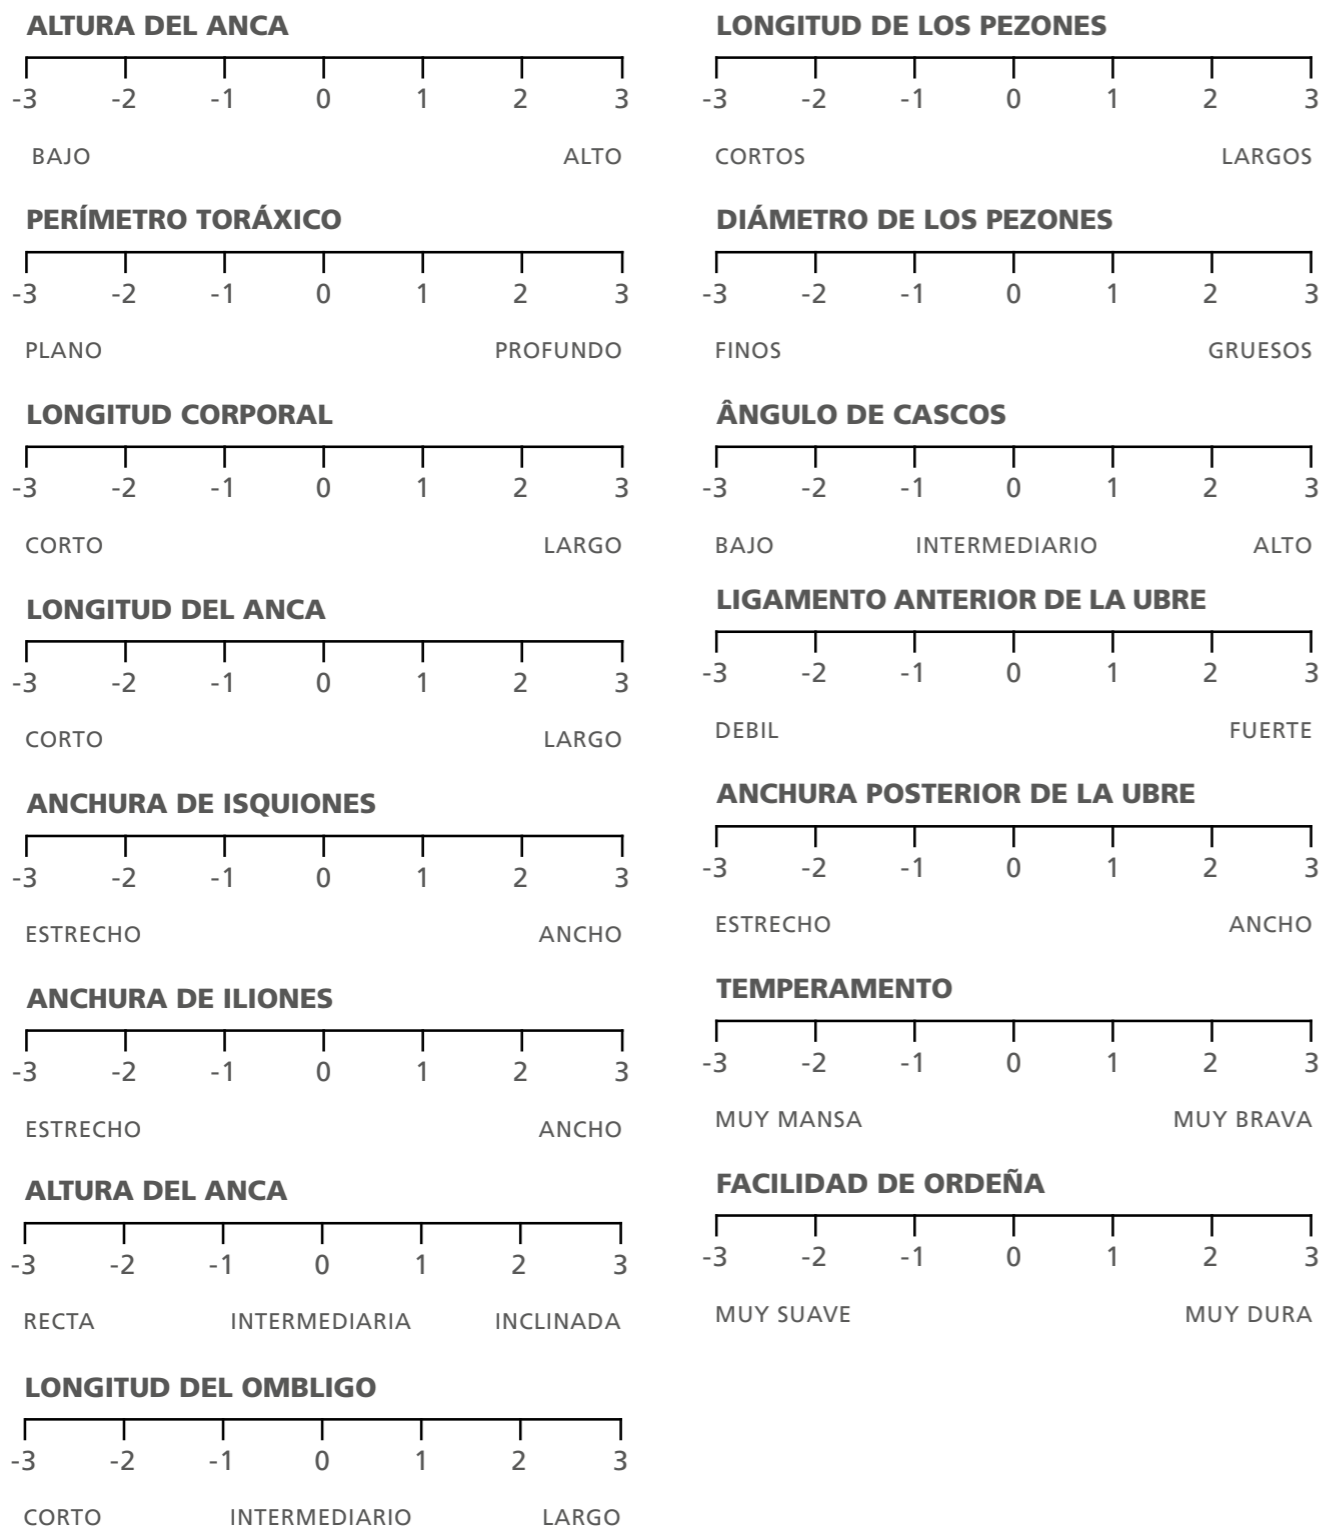 ALTURA DEL ANCA
-3 -2 -1 0 1 2 3
BAJO ALTO
PERÍMETRO TORÁXICO
-3 -2 -1 0 1 2 3
PLANO PROFUNDO
LONGITUD CORPORAL
-3 -2 -1 0 1 2 3
CORTO LARGO
LONGITUD DEL ANCA
-3 -2 -1 0 1 2 3
CORTO LARGO
ANCHURA DE ISQUIONES
-3 -2 -1 0 1 2 3
ESTRECHO ANCHO
ANCHURA DE ILIONES
-3 -2 -1 0 1 2 3
ESTRECHO ANCHO
ALTURA DEL ANCA
-3 -2 -1 0 1 2 3
RECTA INTERMEDIARIA INCLINADA
LONGITUD DEL OMBLIGO
-3 -2 -1 0 1 2 3
CORTO INTERMEDIARIO LARGO
LONGITUD DE LOS PEZONES
-3 -2 -1 0 1 2 3
CORTOS LARGOS
DIÁMETRO DE LOS PEZONES
-3 -2 -1 0 1 2 3
FINOS GRUESOS
ÂNGULO DE CASCOS
-3 -2 -1 0 1 2 3
BAJO INTERMEDIARIO ALTO
LIGAMENTO ANTERIOR DE LA UBRE
-3 -2 -1 0 1 2 3
DEBIL FUERTE
ANCHURA POSTERIOR DE LA UBRE
-3 -2 -1 0 1 2 3
ESTRECHO ANCHO
TEMPERAMENTO
-3 -2 -1 0 1 2 3
MUY MANSA MUY BRAVA
FACILIDAD DE ORDEÑA
-3 -2 -1 0 1 2 3
MUY SUAVE MUY DURA